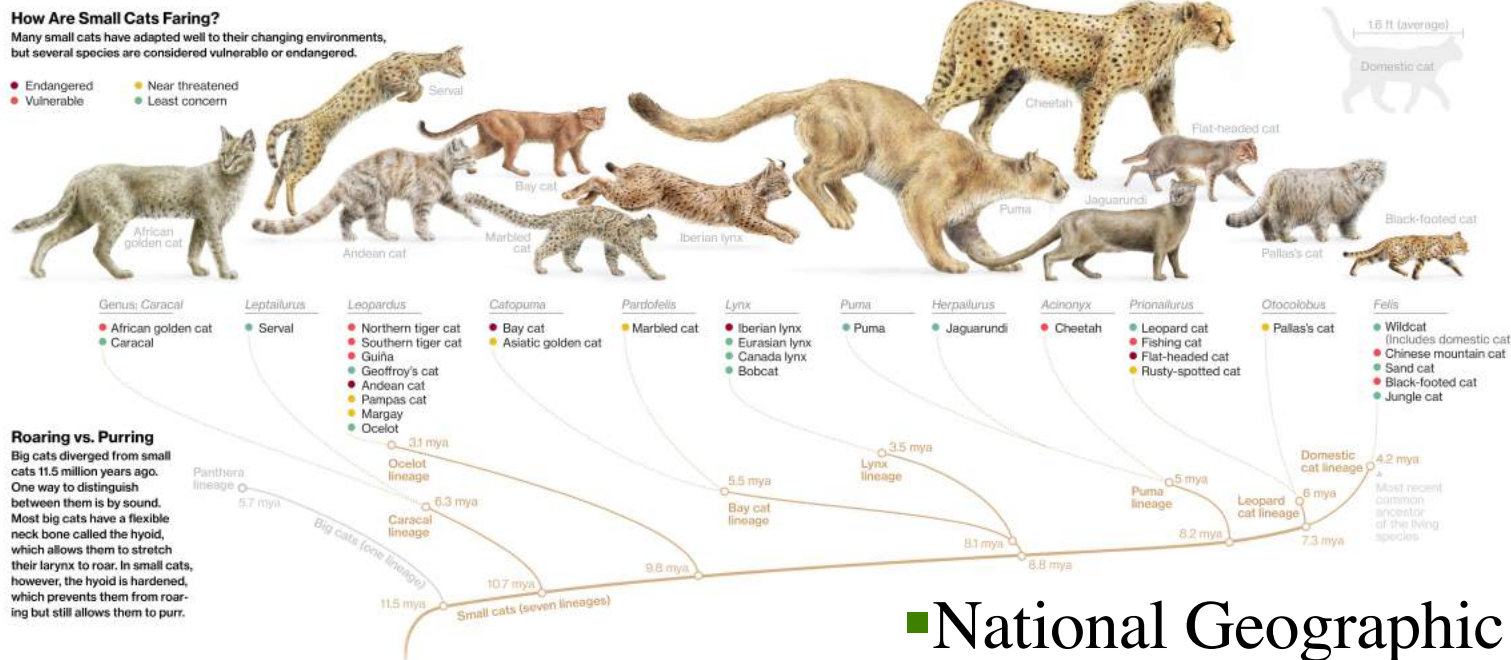 How Are Small Cats Faring?
Many small cats have adapted well to their changing environments,
but several species are considered vulnerable or endangered.
Endangered
Vulnerable
Near threatened
Least concern
Serval
Cheetah
1.6 ft (average)
Domestic cat
African
golden cat
Andean cat
Bay cat
Marbled
cat
Iberian lynx
Puma
Jaguarundi
Flat-headed cat
Pallas's cat
Black-footed cat
Genus: Caracal
African golden cat
Caracal
Leptailurus
Serval
Leopardus
Northern tiger cat
Southern tiger cat
Guiña
Geoffroy's cat
Andean cat
Pampas cat
Margay
Ocelot
Catopuma
Bay cat
Asiatic golden cat
Pardofelis
Marbled cat
Lynx
Iberian lynx
Eurasian lynx
Canada lynx
Bobcat
Puma
Puma
Herpailurus
Jaguarundi
Acinonyx
Cheetah
Prionailurus
Leopard cat
Fishing cat
Flat-headed cat
Rusty-spotted cat
Otocolobus
Pallas's cat
Felis
Wildcat
(Includes domestic cat
Chinese mountain cat
Sand cat
Black-footed cat
Jungle cat
Roaring vs. Purring
Big cats diverged from small
cats 11.5 million years ago.
One way to distinguish
between them is by sound.
Most big cats have a flexible
neck bone called the hyoid,
which allows them to stretch
their larynx to roar. In small cats,
however, the hyoid is hardened,
which prevents them from roar-
ing but still allows them to purr.
Panthera
lineage
5.7 mya
Big cats (one lineage)
11.5 mya
Small cats (seven lineages)
3.1 mya
Ocelot
lineage
6.3 mya
Caracal
lineage
10.7 mya
9.8 mya
5.5 mya
Bay cat
lineage
3.5 mya
Lynx
lineage
8.1 mya
8.8 mya
5 mya
Puma
lineage
8.2 mya
6 mya
Leopard
cat lineage
7.3 mya
Domestic
cat lineage
4.2 mya
Most recent
common
ancestor
of the living
species
National Geographic